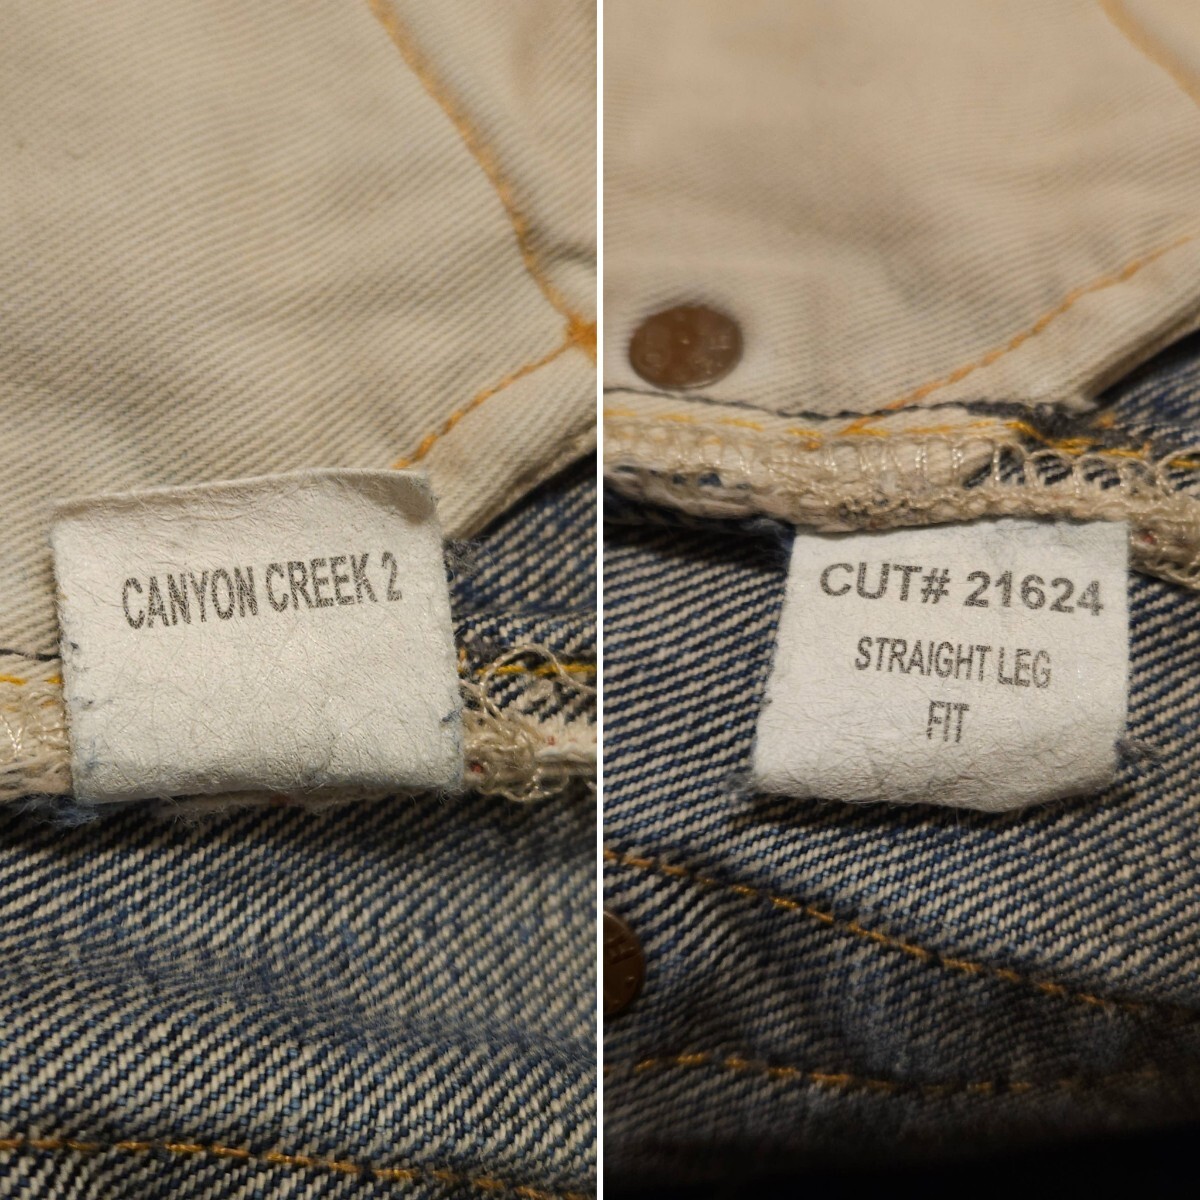 CANYON CREEK 2
CUT# 21624
STRAIGHT LEG
FIT